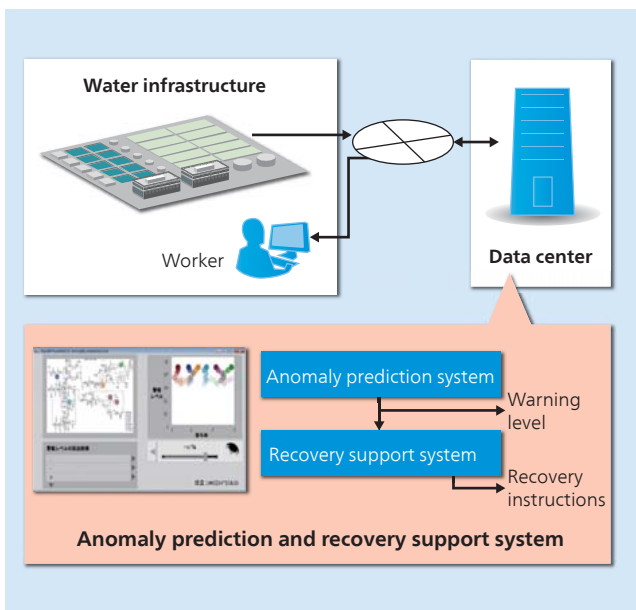 Water infrastructure
Worker
Data center
Anomaly prediction system
Warning
level
Recovery support system
Recovery
instructions
Anomaly prediction and recovery support system